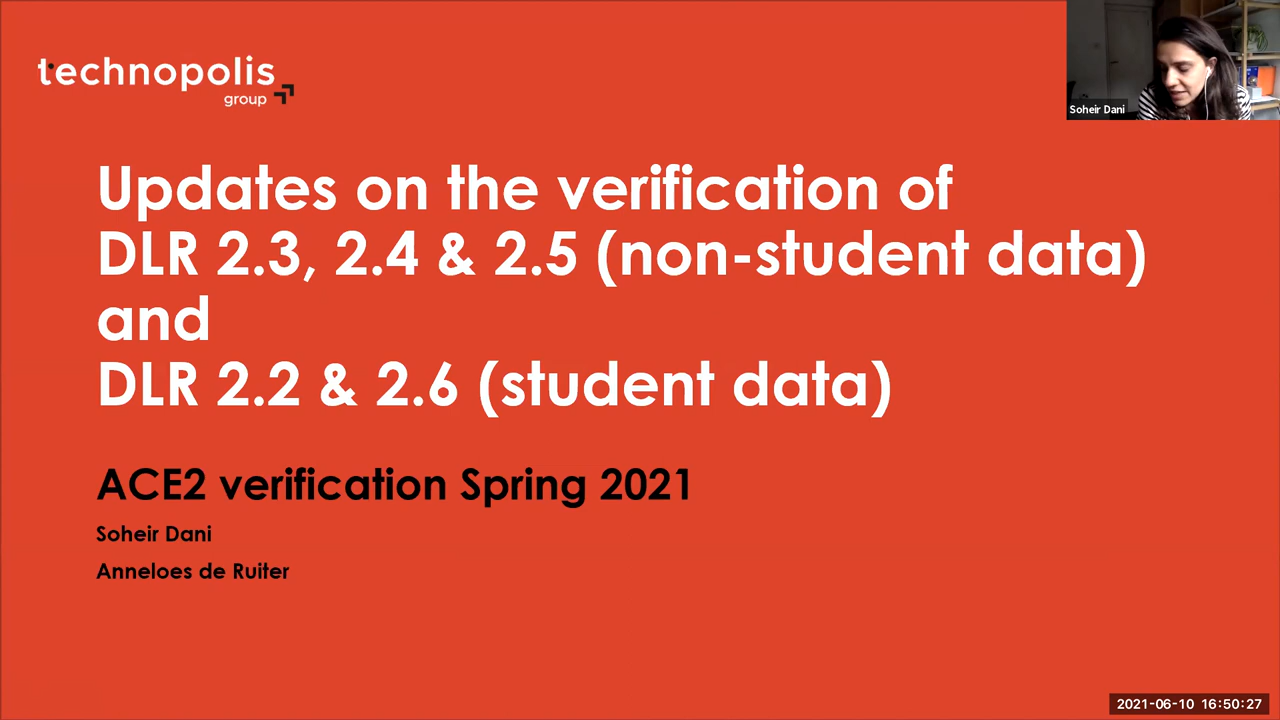 technopolis
group
Soheir Dani
Updates on the verification of
DLR 2.3, 2.4 & 2.5 (non-student data)
and
DLR 2.2 & 2.6 (student data)
ACE2 verification Spring 2021
Soheir Dani
Anneloes de Ruiter
2021-06-10 16:50:27